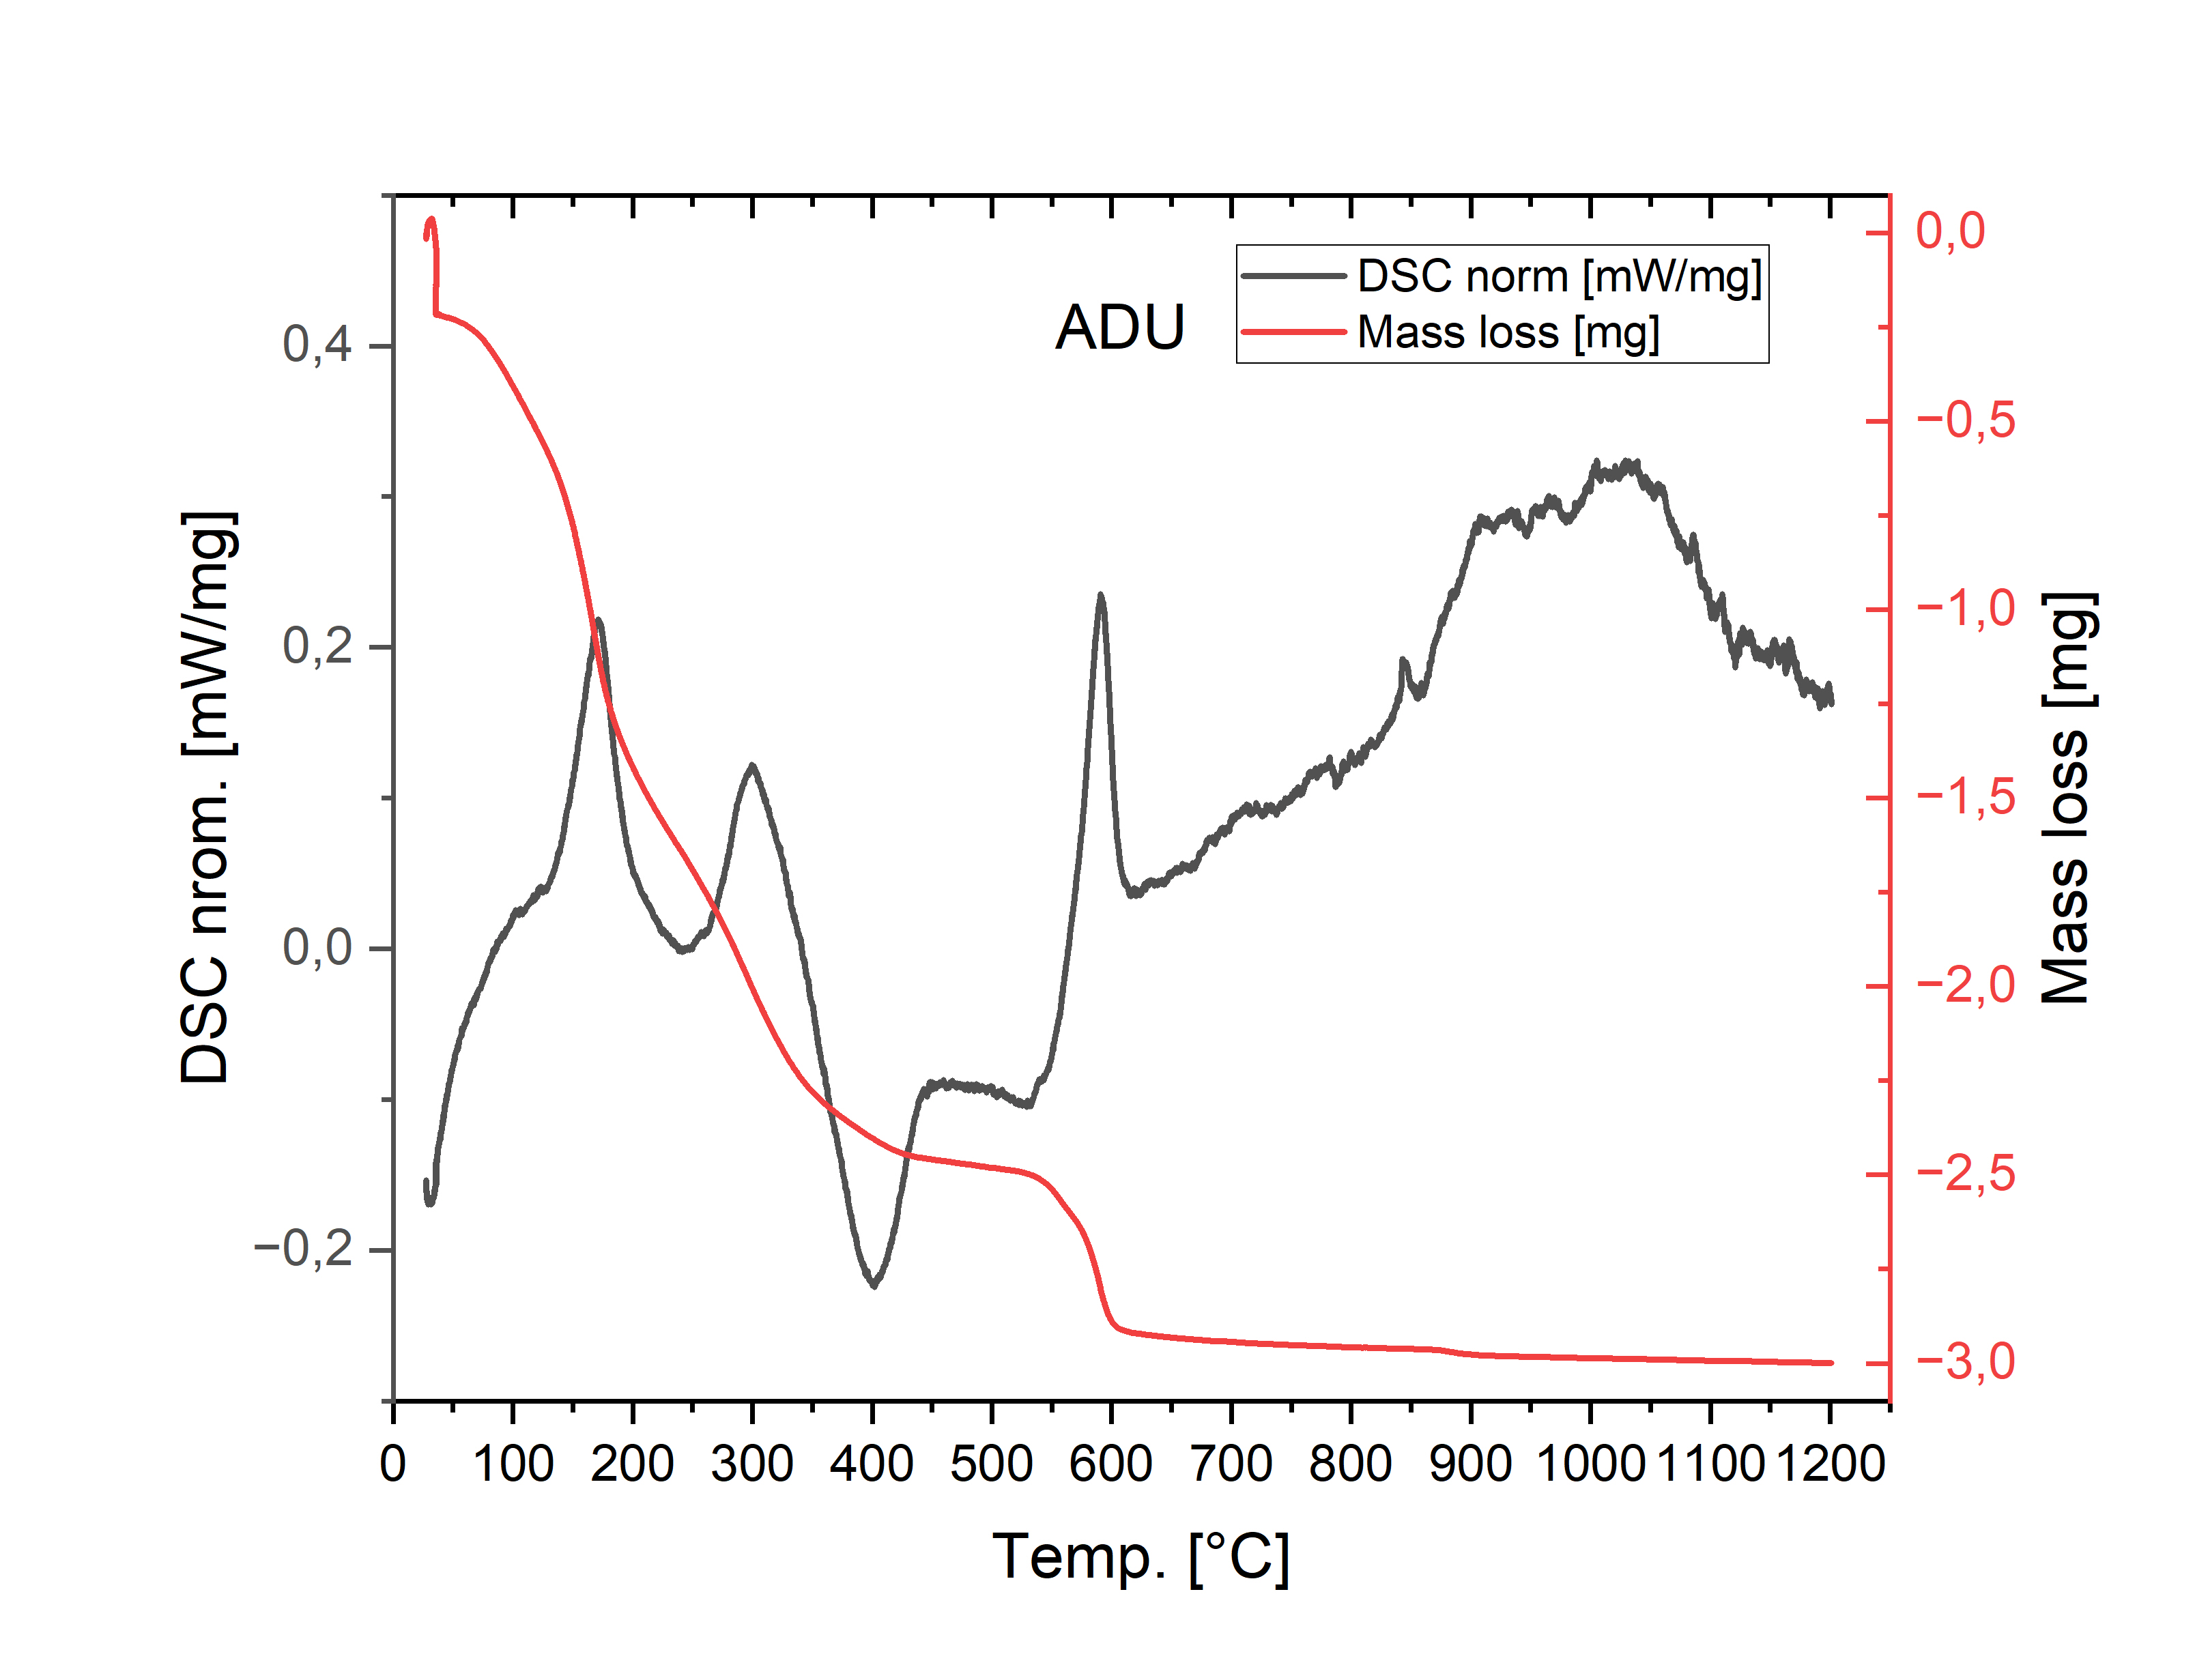 DSC norm [mW/mg]
Mass loss [mg]
ADU
DSC nrom. [mW/mg]
0,4
0,2
0,0
−0,2
0,0
−0,5
−1,0
−1,5
−2,0
−2,5
−3,0
Mass loss [mg]
0 100 200 300 400 500 600 700 800 900 1000 1100 1200
Temp. [°C]